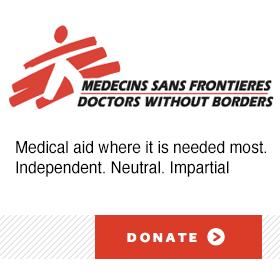 MEDECINS SANS FRONTIERES
DOCTORS WITHOUT BORDERS
Medical aid where it is needed most.
Independent. Neutral. Impartial
DONATE